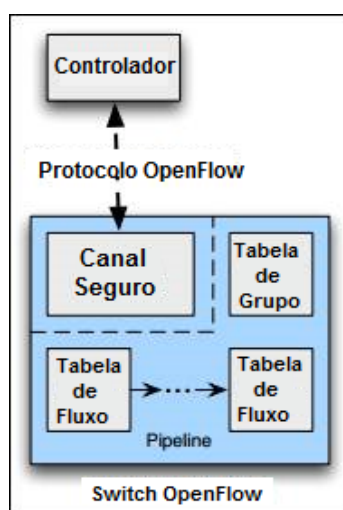 Controlador
Protocolo OpenFlow
Canal
Seguro
Tabela
de
Grupo
Tabela
de
Fluxo
Tabela
de
Fluxo
Pipeline
Switch OpenFlow